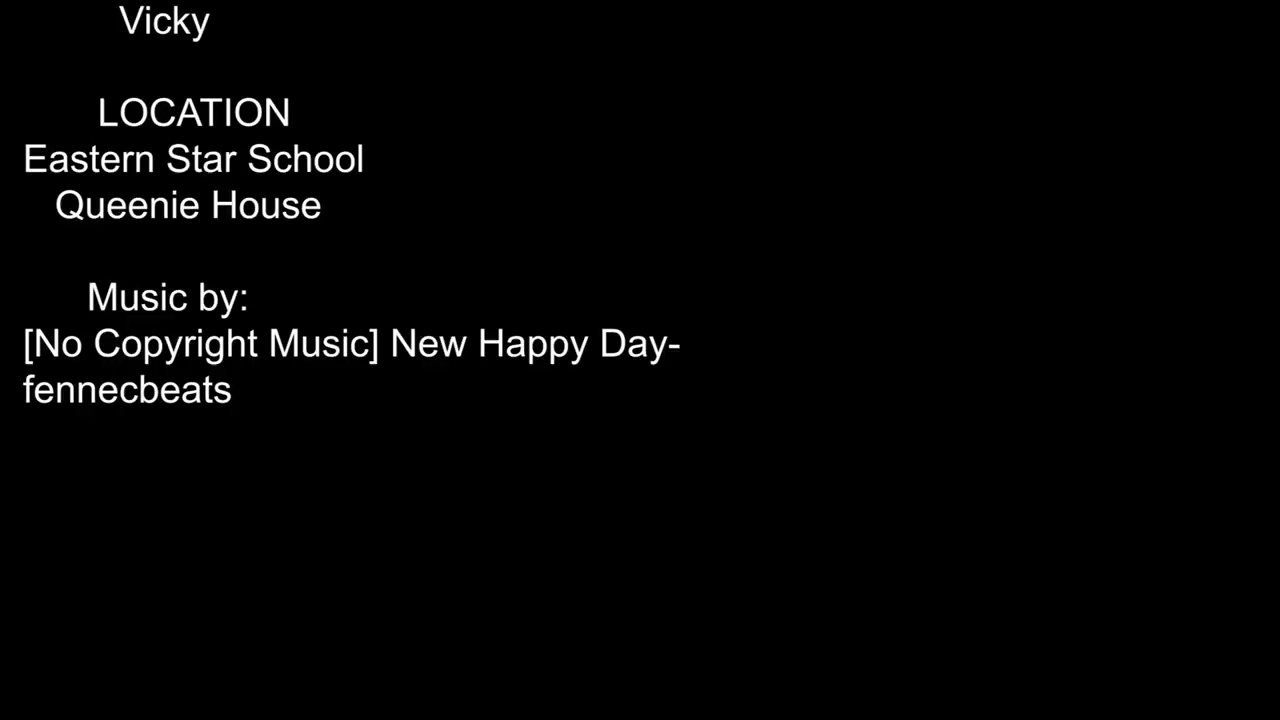 Vicky
LOCATION
Eastern Star School
Queenie House
Music by:
[No Copyright Music] New Happy Day-
fennecbeats